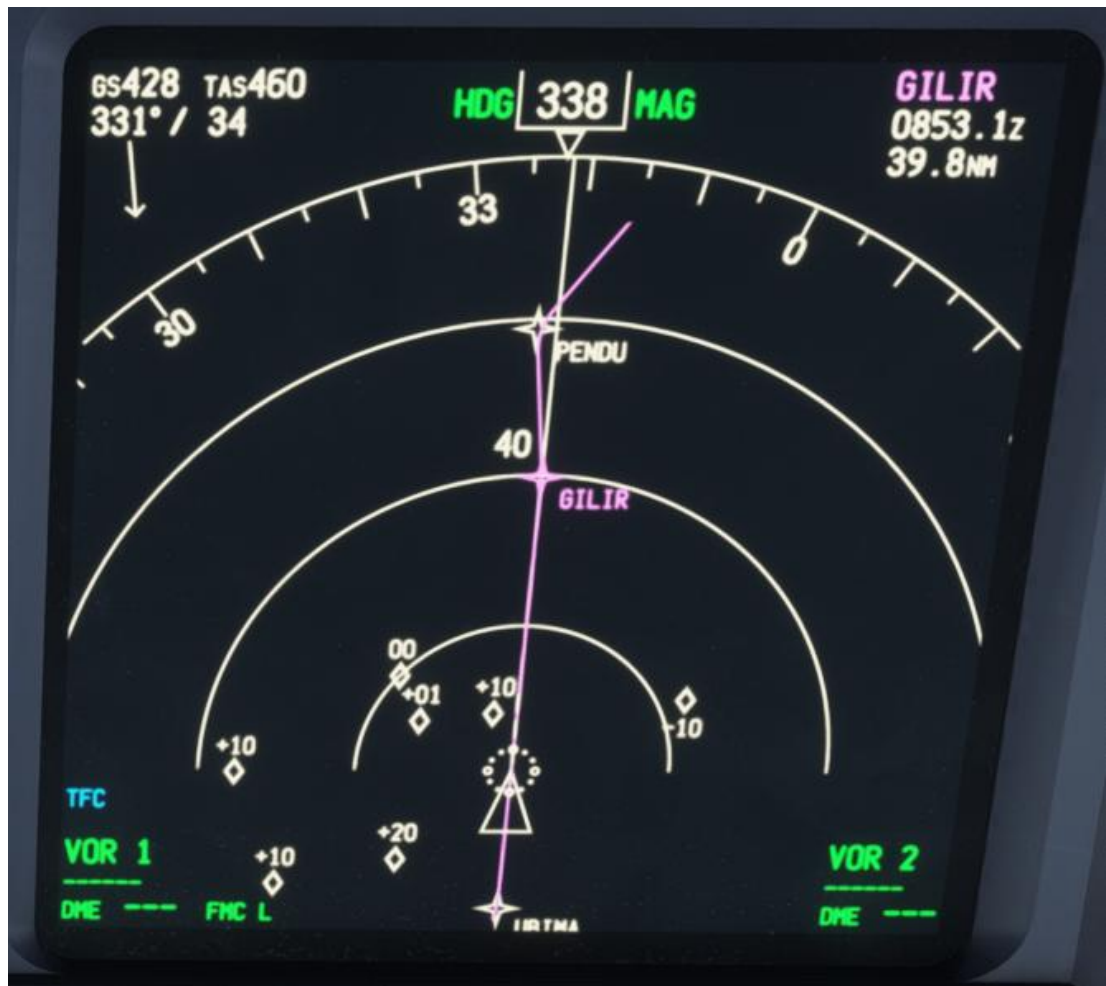 GS428 TAS460
331°/ 34
HDG 338 MAG
GILIR
0853.1Z
39.8NM
33
0
30
PENDU
40
GILIR
00
+01
+10
-10
+10
+20
+10
TFC
VOR 1
------
DME ---
FMC L
VOR 2
------
DME ---